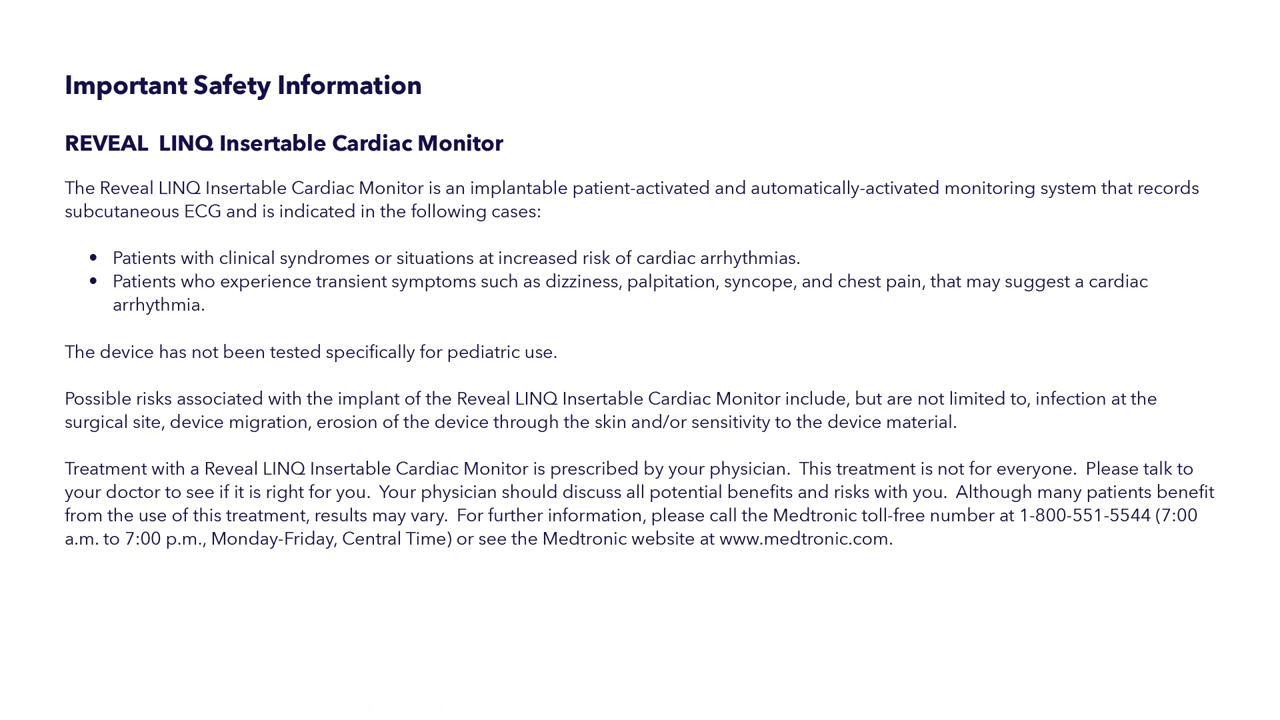 Important Safety Information
REVEAL  LINQ Insertable Cardiac Monitor
The Reveal LINQ Insertable Cardiac Monitor is an implantable patient-activated and automatically-activated monitoring system that records
subcutaneous ECG and is indicated in the following cases:
• Patients with clinical syndromes or situations at increased risk of cardiac arrhythmias.
• Patients who experience transient symptoms such as dizziness, palpitation, syncope, and chest pain, that may suggest a cardiac
arrhythmia.
The device has not been tested specifically for pediatric use.
Possible risks associated with the implant of the Reveal LINQ Insertable Cardiac Monitor include, but are not limited to, infection at the
surgical site, device migration, erosion of the device through the skin and/or sensitivity to the device material.
Treatment with a Reveal LINQ Insertable Cardiac Monitor is prescribed by your physician.  This treatment is not for everyone.  Please talk to
your doctor to see if it is right for you.  Your physician should discuss all potential benefits and risks with you.  Although many patients benefit
from the use of this treatment, results may vary.  For further information, please call the Medtronic toll-free number at 1-800-551-5544 (7:00
a.m. to 7:00 p.m., Monday-Friday, Central Time) or see the Medtronic website at www.medtronic.com.